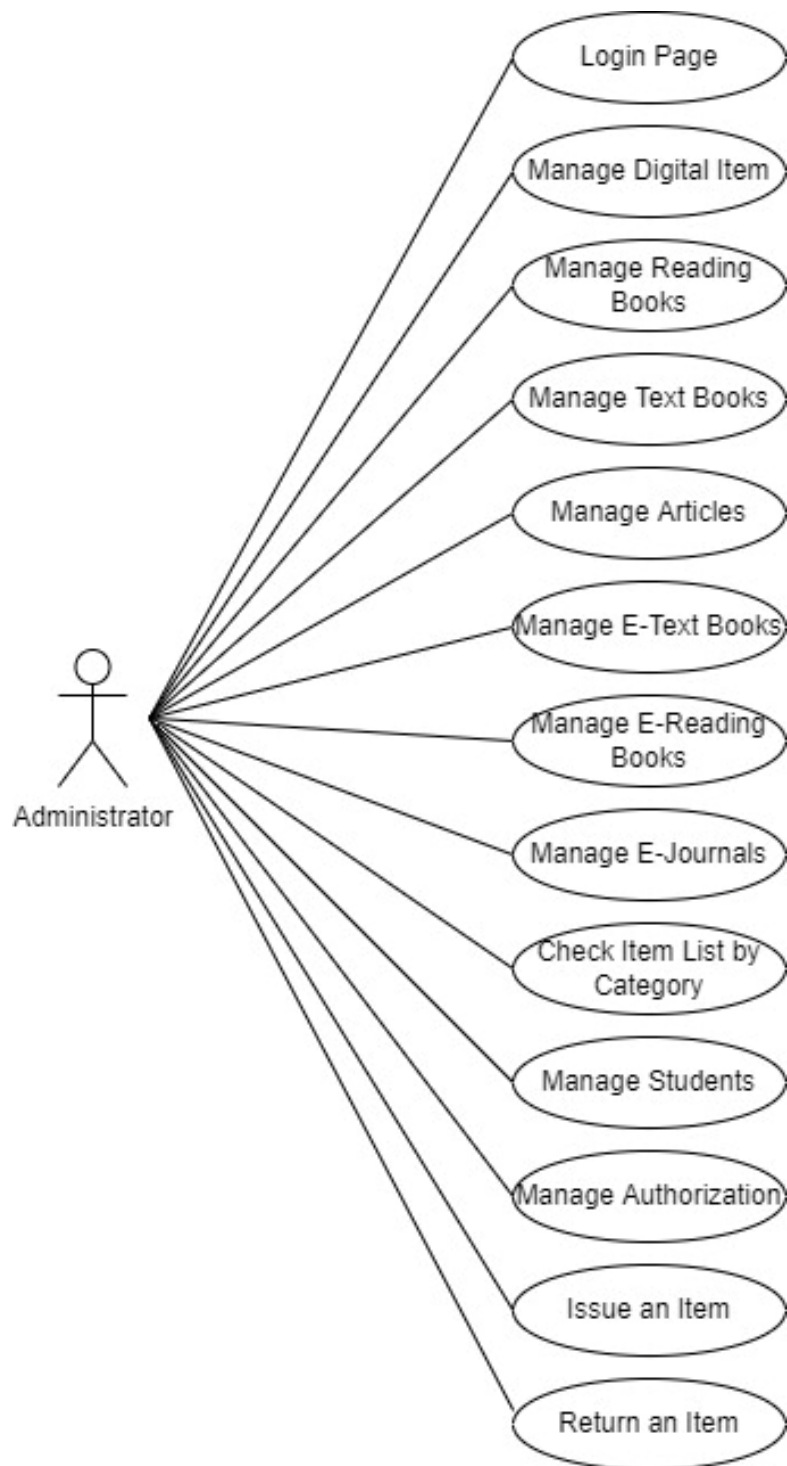 Login Page
Manage Digital Item
Manage Reading
Books
Manage Text Books
Manage Articles
Manage E-Text Books
Manage E-Reading
Books
Administrator
Manage E-Journals
Check Item List by
Category
Manage Students
Manage Authorization
Issue an Item
Return an Item